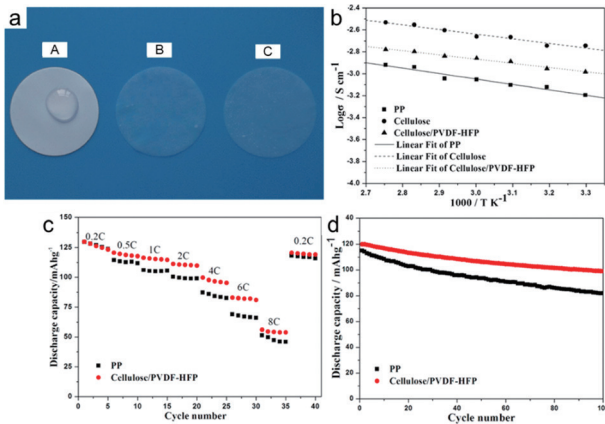 a
A
B
C
b
Logσ / S cm⁻¹
-2.4
-2.6
-2.8
-3.0
-3.2
-3.4
-3.6
-3.8
-4.0
PP
Cellulose
Cellulose/PVDF-HFP
Linear Fit of PP
Linear Fit of Cellulose
Linear Fit of Cellulose/PVDF-HFP
2.7 2.8 2.9 3.0 3.1 3.2 3.3
1000 / T K⁻¹
c
Discharge capacity/mAhg⁻¹
150
125
100
75
50
25
0
0.2C
0.5C
1C
2C
4C
6C
8C
0.2C
PP
Cellulose/PVDF-HFP
0 5 10 15 20 25 30 35 40
Cycle number
d
Discharge capacity / mAhg⁻¹
140
120
100
80
60
40
20
0
PP
Cellulose/PVDF-HFP
0 20 40 60 80 100
Cycle number